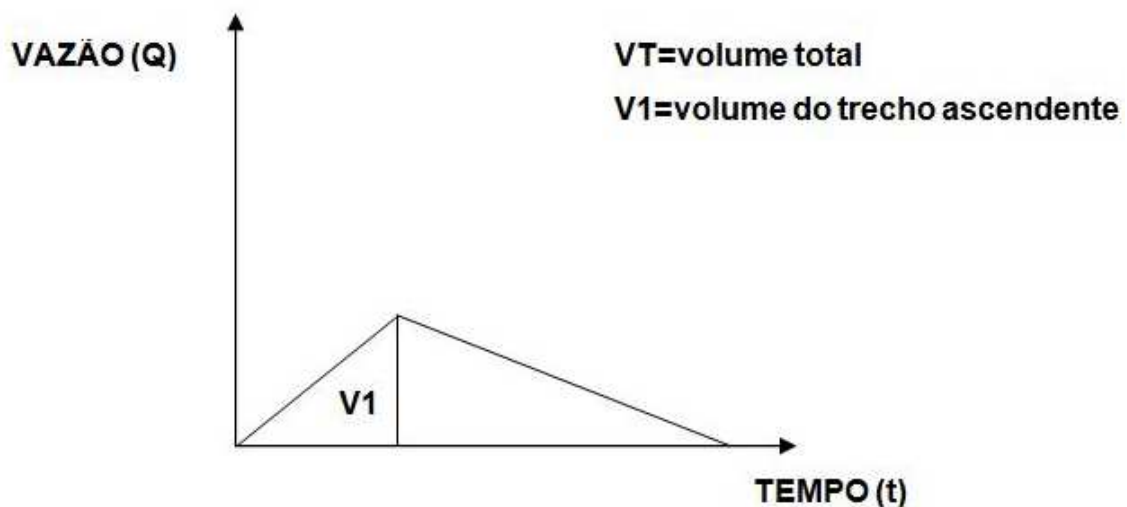 VAZÃO (Q)
VT=volume total
V1=volume do trecho ascendente
V1
TEMPO (t)